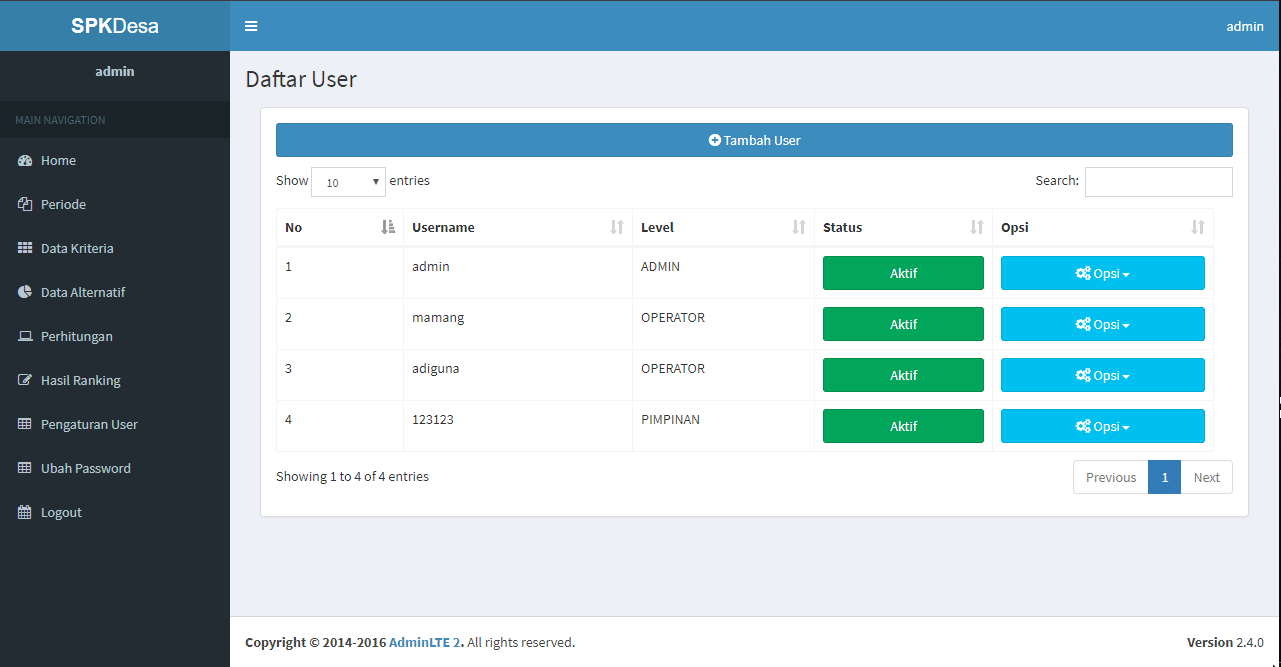 SPKDesa
admin
admin
MAIN NAVIGATION
Home
Periode
Data Kriteria
Data Alternatif
Perhitungan
Hasil Ranking
Pengaturan User
Ubah Password
Logout
Daftar User
Tambah User
Show 10 entries Search:
No Username Level Status Opsi
1 admin ADMIN Aktif Opsi
2 mamang OPERATOR Aktif Opsi
3 adiguna OPERATOR Aktif Opsi
4 123123 PIMPINAN Aktif Opsi
Showing 1 to 4 of 4 entries Previous 1 Next
Copyright © 2014-2016 AdminLTE 2. All rights reserved. Version 2.4.0